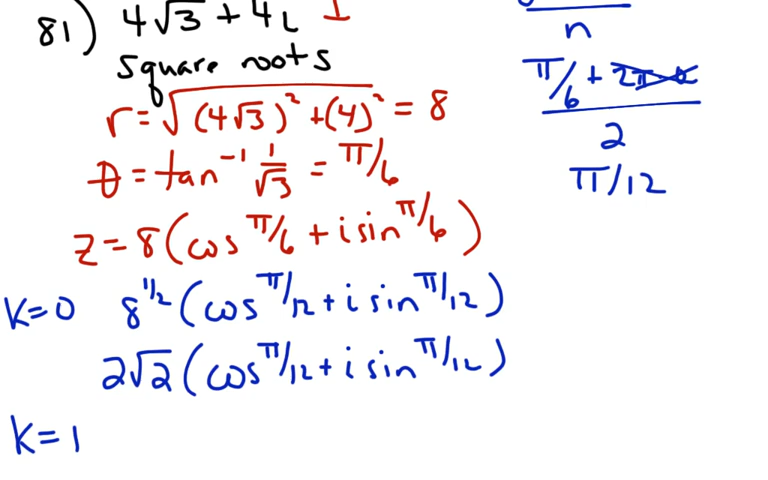 81) 4√3 + 4i I
square roots
r = √(4√3)² + (4)² = 8
θ = tan⁻¹ 1/√3 = π/6
z = 8(cos π/6 + i sin π/6)
k=0 8^1/2 (cos π/12 + i sin π/12)
2√2 (cos π/12 + i sin π/12)
k=1
n
π/6 + 2π·0
2
π/12